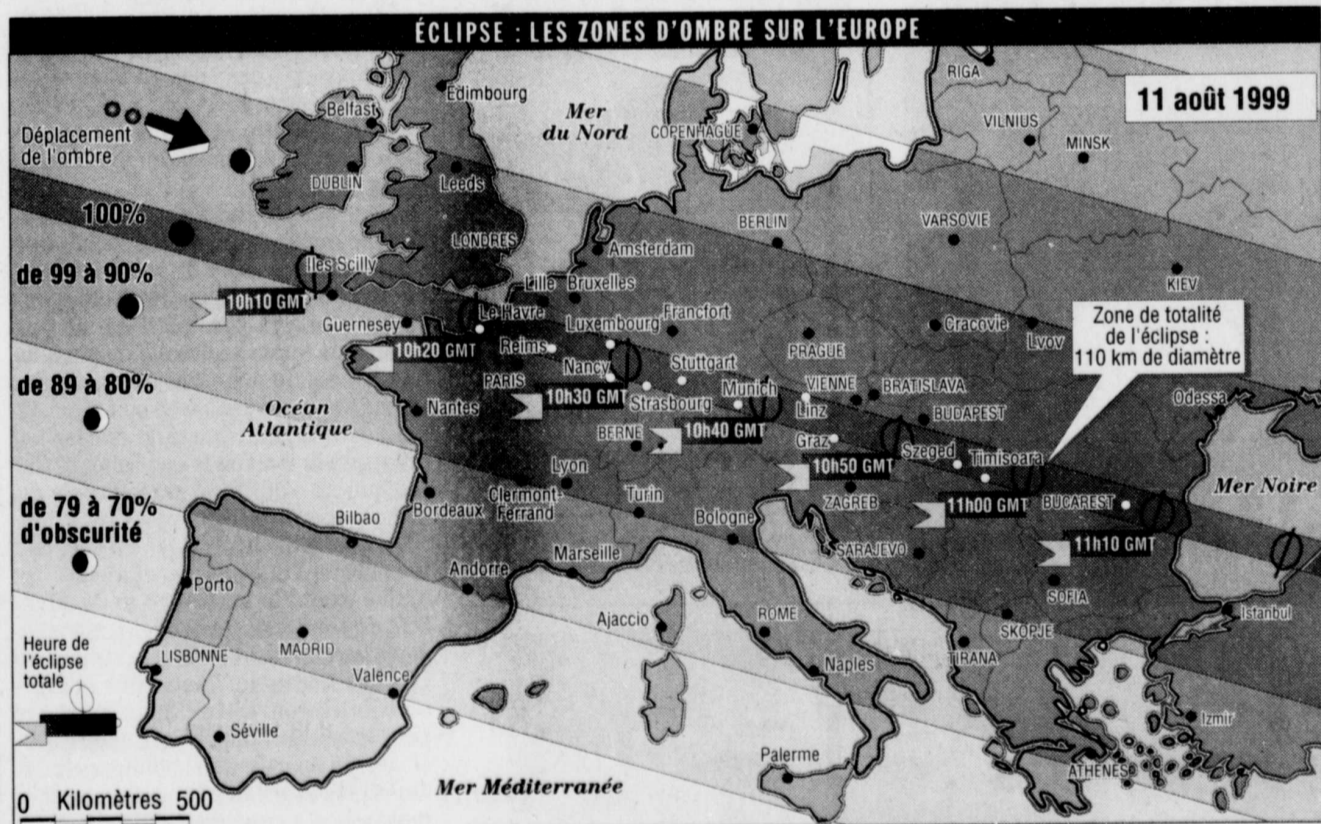 ÉCLIPSE : LES ZONES D'OMBRE SUR L'EUROPE
11 août 1999
RIGA
Edimbourg
Mer
du Nord
Belfast
COPENHAGUE
VILNIUS
MINSK
Déplacement
de l'ombre
DUBLIN
Leeds
100%
BERLIN
VARSOVIE
LONDRES
Amsterdam
de 99 à 90%
Iles Scilly
KIEV
10h10 GMT
Lille
Bruxelles
Le Havre
Luxembourg
Francfort
Guernesey
Cracovie
Lvov
Zone de totalité
de l'éclipse :
110 km de diamètre
10h20 GMT
Reims
PRAGUE
PARIS
Nancy
Stuttgart
de 89 à 80%
10h30 GMT
Strasbourg
Munich
VIENNE
BRATISLAVA
Linz
Odessa
Océan
Atlantique
Nantes
BUDAPEST
BERNE
10h40 GMT
Graz
Szeged
Timisoara
Lyon
10h50 GMT
Mer Noire
de 79 à 70%
d'obscurité
Clermont-
Ferrand
Bordeaux
Turin
ZAGREB
11h00 GMT
BUCAREST
Bilbao
Bologne
SARAJEVO
11h10 GMT
Marseille
Porto
Andorre
SOFIA
Ajaccio
ROME
SKOPJE
Istanbul
Heure de
l'éclipse
totale
MADRID
LISBONNE
TIRANA
Valence
Naples
Séville
Izmir
Palerme
ATHENES
Mer Méditerranée
0 Kilomètres 500